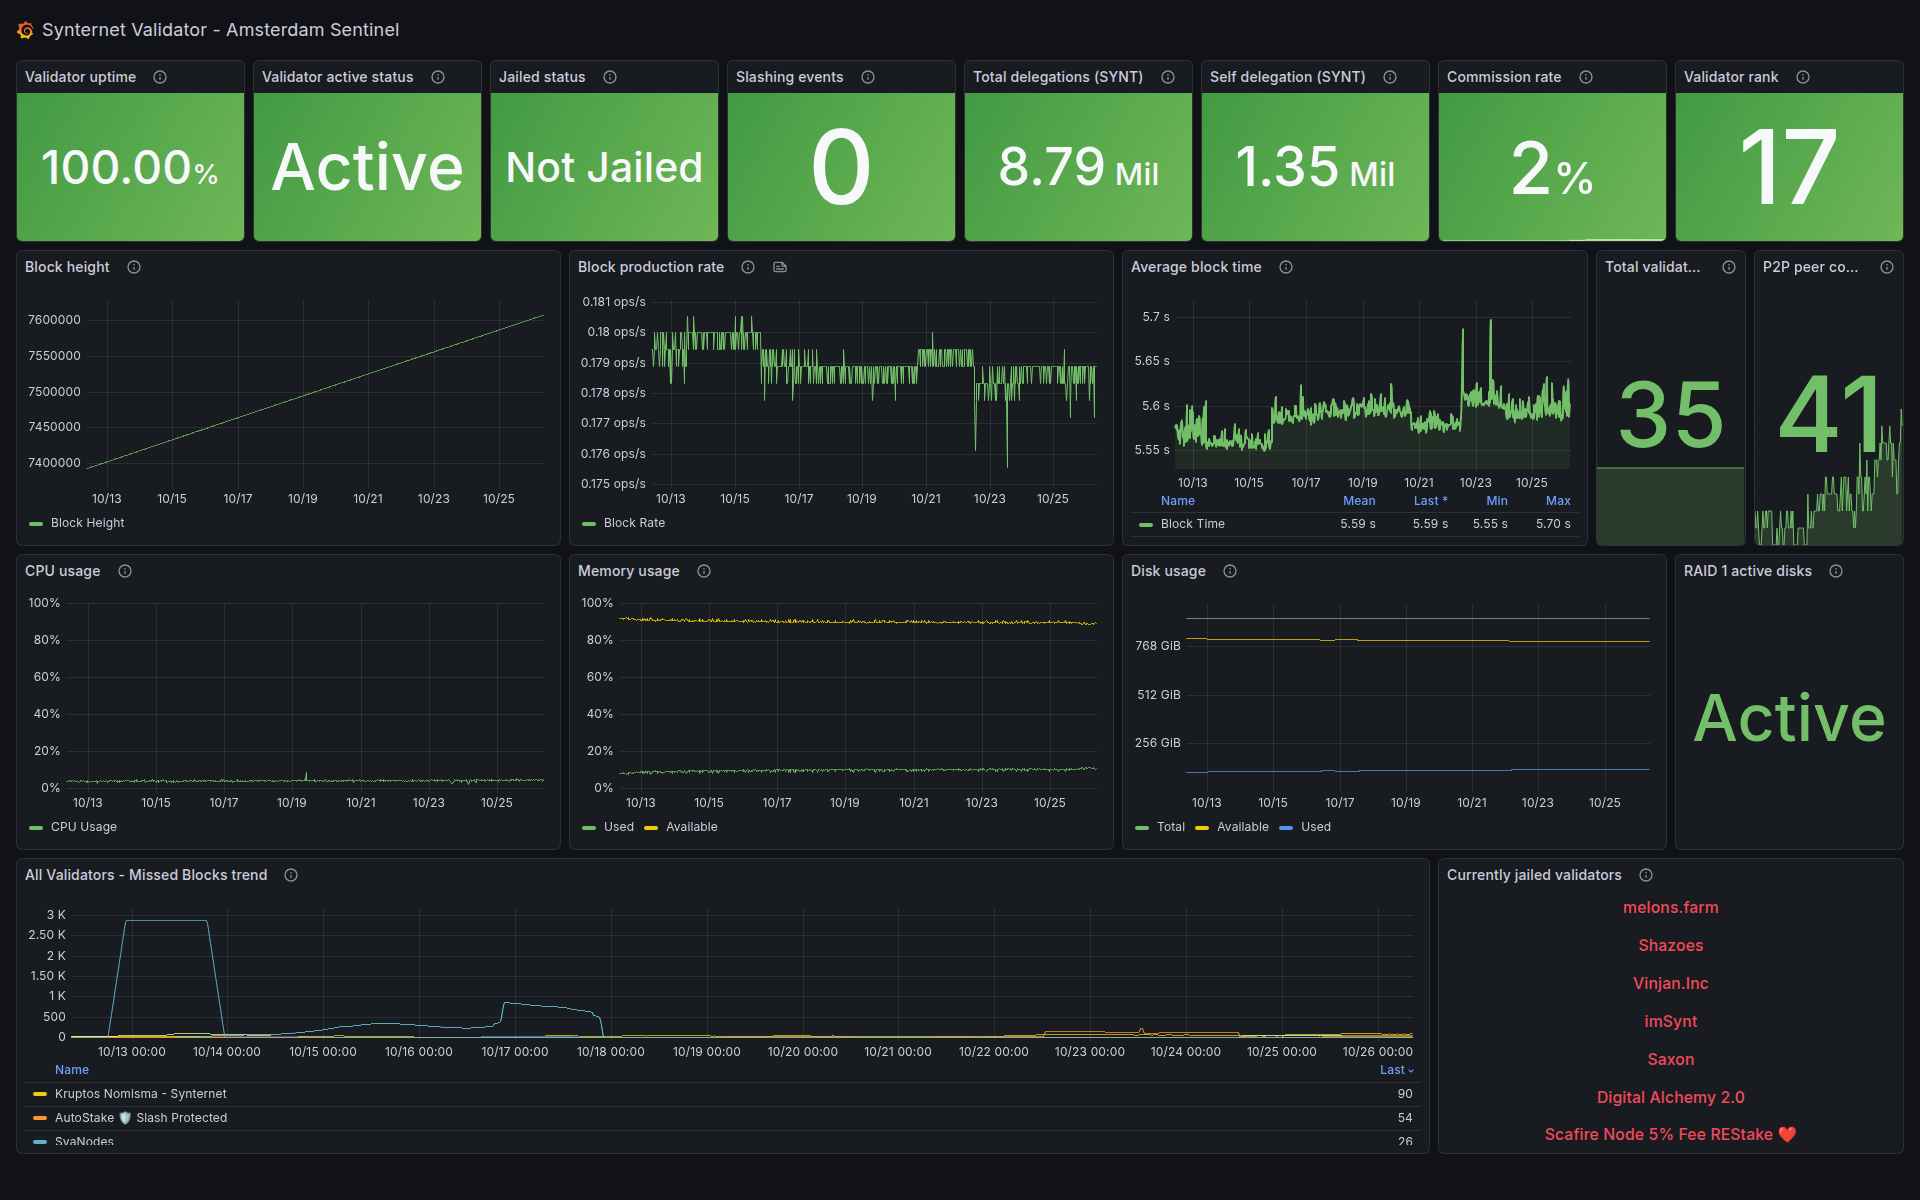 Synternet Validator - Amsterdam Sentinel
Validator uptime
100.00%
Validator active status
Active
Jailed status
Not Jailed
Slashing events
0
Total delegations (SYNT)
8.79 Mil
Self delegation (SYNT)
1.35 Mil
Commission rate
2%
Validator rank
17
Block height
7600000
7550000
7500000
7450000
7400000
10/13 10/15 10/17 10/19 10/21 10/23 10/25
Block Height
Block production rate
0.181 ops/s
0.18 ops/s
0.179 ops/s
0.178 ops/s
0.177 ops/s
0.176 ops/s
0.175 ops/s
10/13 10/15 10/17 10/19 10/21 10/23 10/25
Block Rate
Average block time
5.7 s
5.65 s
5.6 s
5.55 s
10/13 10/15 10/17 10/19 10/21 10/23 10/25
Name Mean Last * Min Max
Block Time 5.59 s 5.59 s 5.55 s 5.70 s
Total validat...
35
P2P peer co...
41
CPU usage
100%
80%
60%
40%
20%
0%
10/13 10/15 10/17 10/19 10/21 10/23 10/25
CPU Usage
Memory usage
100%
80%
60%
40%
20%
0%
10/13 10/15 10/17 10/19 10/21 10/23 10/25
Used Available
Disk usage
768 GiB
512 GiB
256 GiB
10/13 10/15 10/17 10/19 10/21 10/23 10/25
Total Available Used
RAID 1 active disks
Active
All Validators - Missed Blocks trend
3 K
2.50 K
2 K
1.50 K
1 K
500
0
10/13 00:00 10/14 00:00 10/15 00:00 10/16 00:00 10/17 00:00 10/18 00:00 10/19 00:00 10/20 00:00 10/21 00:00 10/22 00:00 10/23 00:00 10/24 00:00 10/25 00:00 10/26 00:00
Name Last
Kruptos Nomisma - Synternet 90
AutoStake 🛡️ Slash Protected 54
SvaNodes 26
Currently jailed validators
melons.farm
Shazoes
Vinjan.Inc
imSynt
Saxon
Digital Alchemy 2.0
Scafire Node 5% Fee REStake ❤️